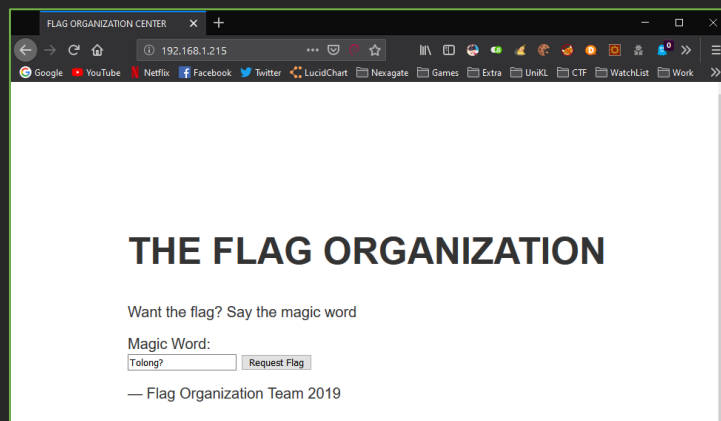 FLAG ORGANIZATION CENTER
192.168.1.215
Google YouTube Netflix Facebook Twitter LucidChart Nexagate Games Extra UniKL CTF WatchList Work
THE FLAG ORGANIZATION
Want the flag? Say the magic word
Magic Word:
Tolong? Request Flag
— Flag Organization Team 2019